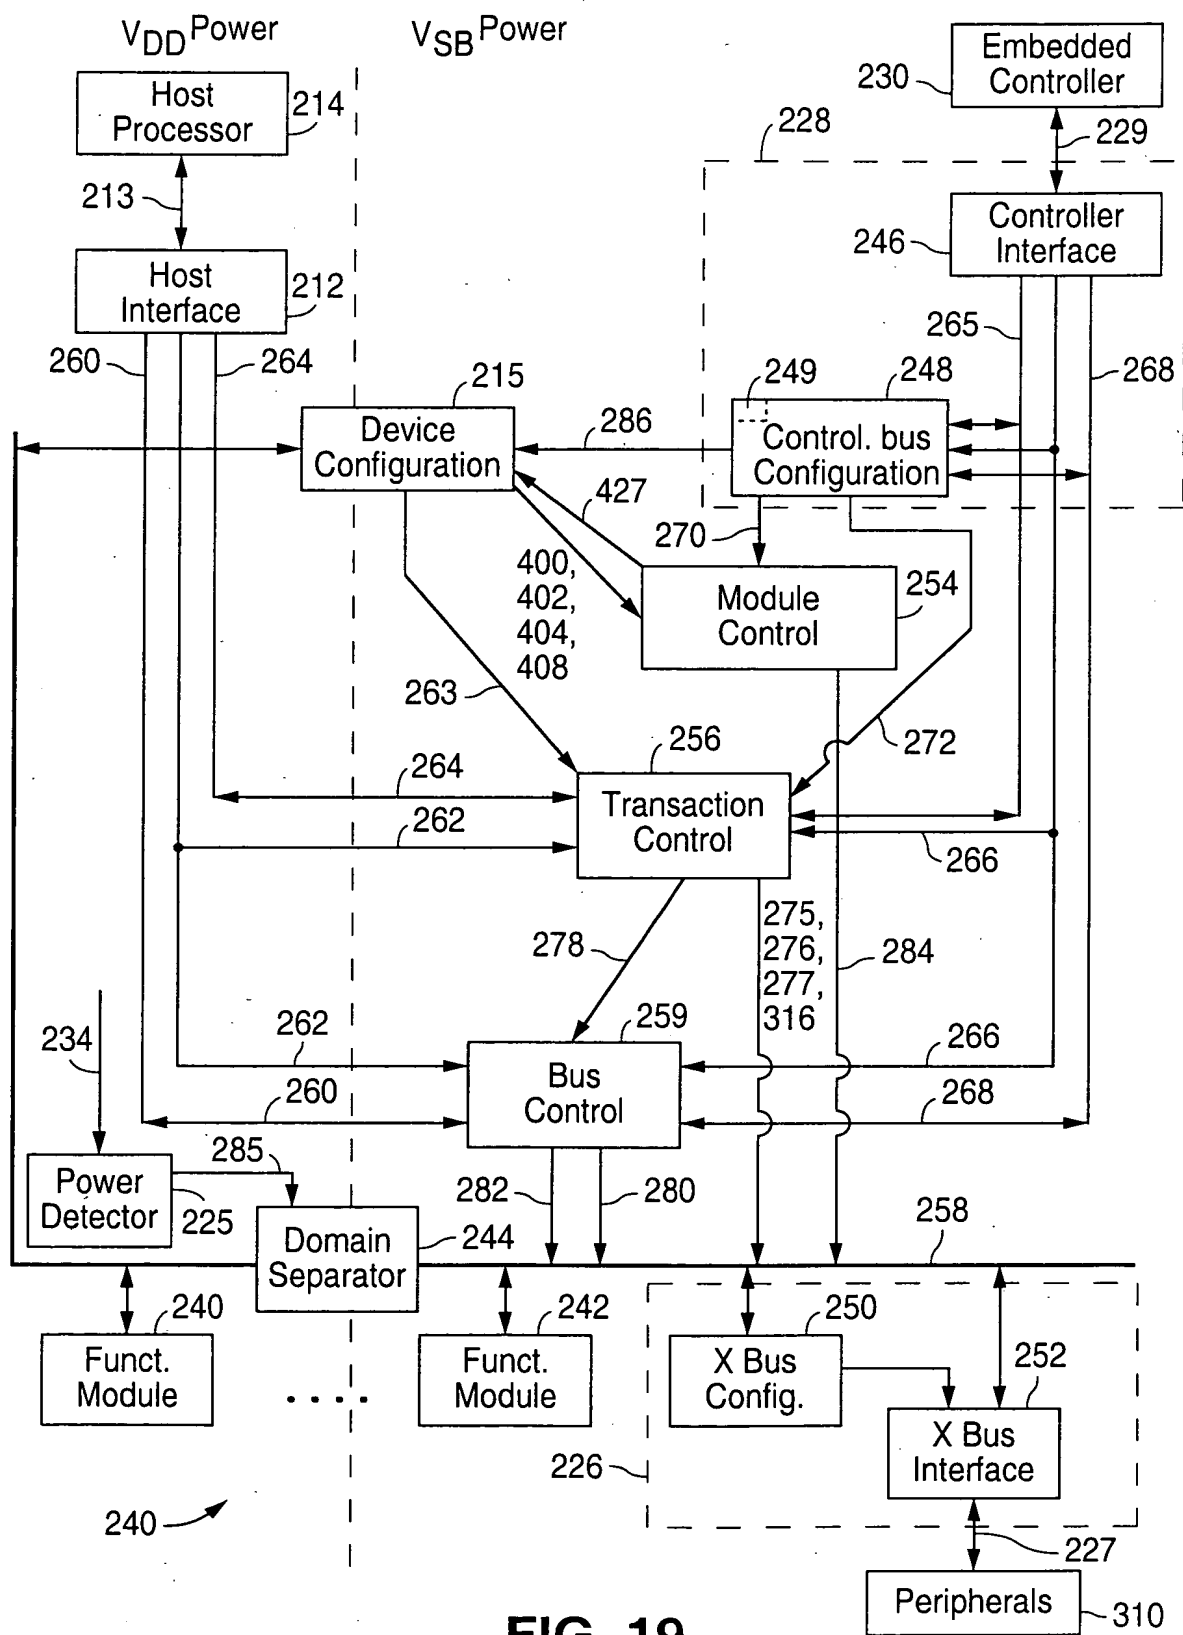 VDD Power
VSB Power
Embedded
Controller
230
Host
Processor
214
228
229
213
Controller
Interface
246
Host
Interface
212
260
264
265
268
215
249
248
Device
Configuration
286
Control. bus
Configuration
427
270
400,
402,
404,
408
Module
Control
254
263
272
256
264
Transaction
Control
262
266
275,
276,
277,
316
278
284
234
262
259
266
Bus
Control
260
268
285
Power
Detector
225
282
280
258
Domain
Separator
244
240
242
250
Funct.
Module
Funct.
Module
X Bus
Config.
252
X Bus
Interface
226
240
227
Peripherals
310
FIG. 19